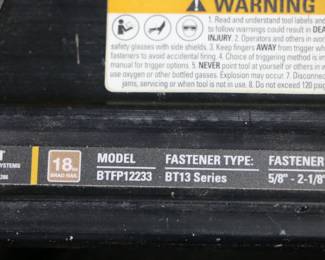 WARNING
1. Read and understand tool labels and
to follow warnings could result in DEA
INJURY. 2. Operators and others in work
safety glasses with side shields. 3. Keep fingers AWAY from trigger when
fasteners to avoid accidental firing. 4. Choice of triggering method is im
manual for trigger options. 5. NEVER point tool at yourself or others in w
use oxygen or other bottled gases. Explosion may occur. 7. Disconnect
jams, servicing or when tool is not in use. 8. Do not exceed 120 psig
18
BRAD NAIL
MODEL
FASTENER TYPE:
FASTENER
SYSTEMS
BTFP12233
BT13 Series
5/8" - 2-1/8"